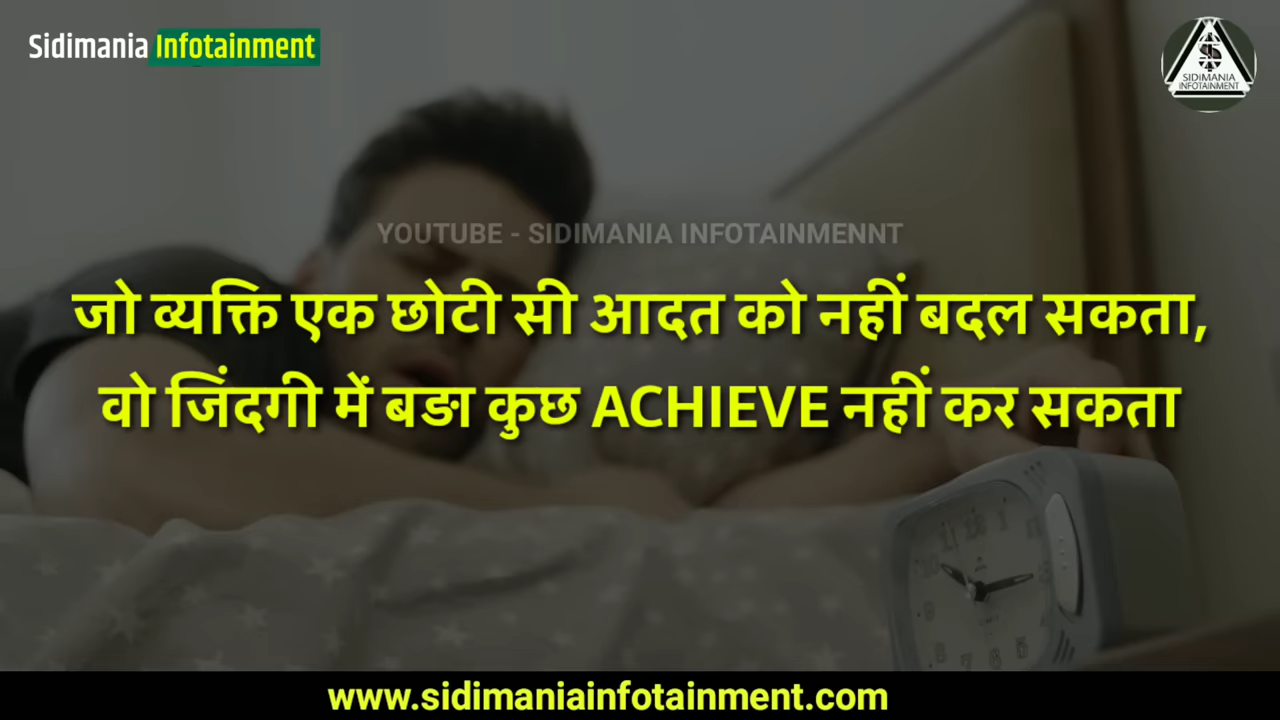 Sidimania Infotainment
SIDIMANIA
INFOTAINMENT
YOUTUBE - SIDIMANIA INFOTAINMENNT
जो व्यक्ति एक छोटी सी आदत को नहीं बदल सकता,
वो जिंदगी में बङा कुछ ACHIEVE नहीं कर सकता
www.sidimaniainfotainment.com